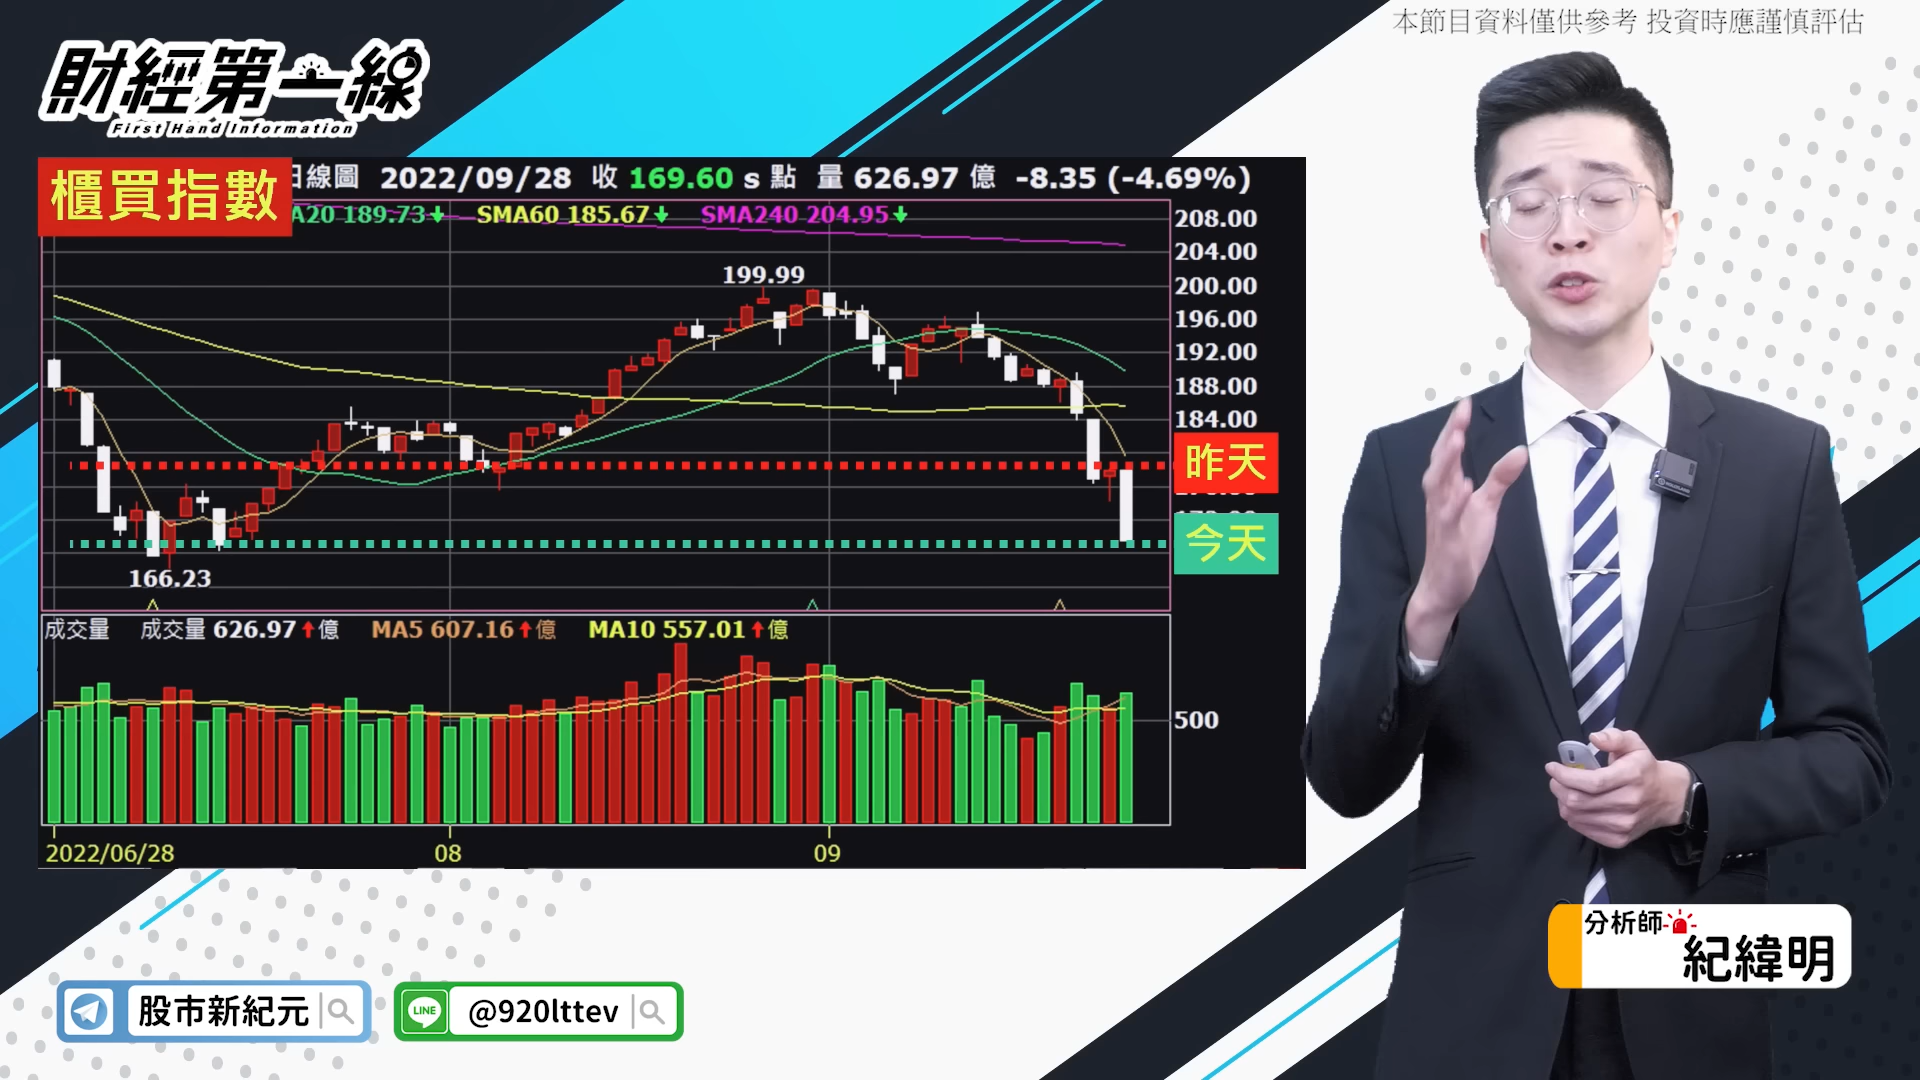 本節目資料僅供參考 投資時應謹慎評估
財經第一線
First Hand Information
櫃買指數
日線圖 2022/09/28 收 169.60 s 點 量 626.97 億 -8.35 (-4.69%)
A20 189.73↓ SMA60 185.67↓ SMA240 204.95↓
208.00
204.00
200.00
196.00
192.00
188.00
184.00
199.99
昨天
今天
166.23
成交量 成交量 626.97↑億 MA5 607.16↑億 MA10 557.01↑億
500
2022/06/28 08 09
分析師
紀緯明
股市新紀元
LINE @920lttev